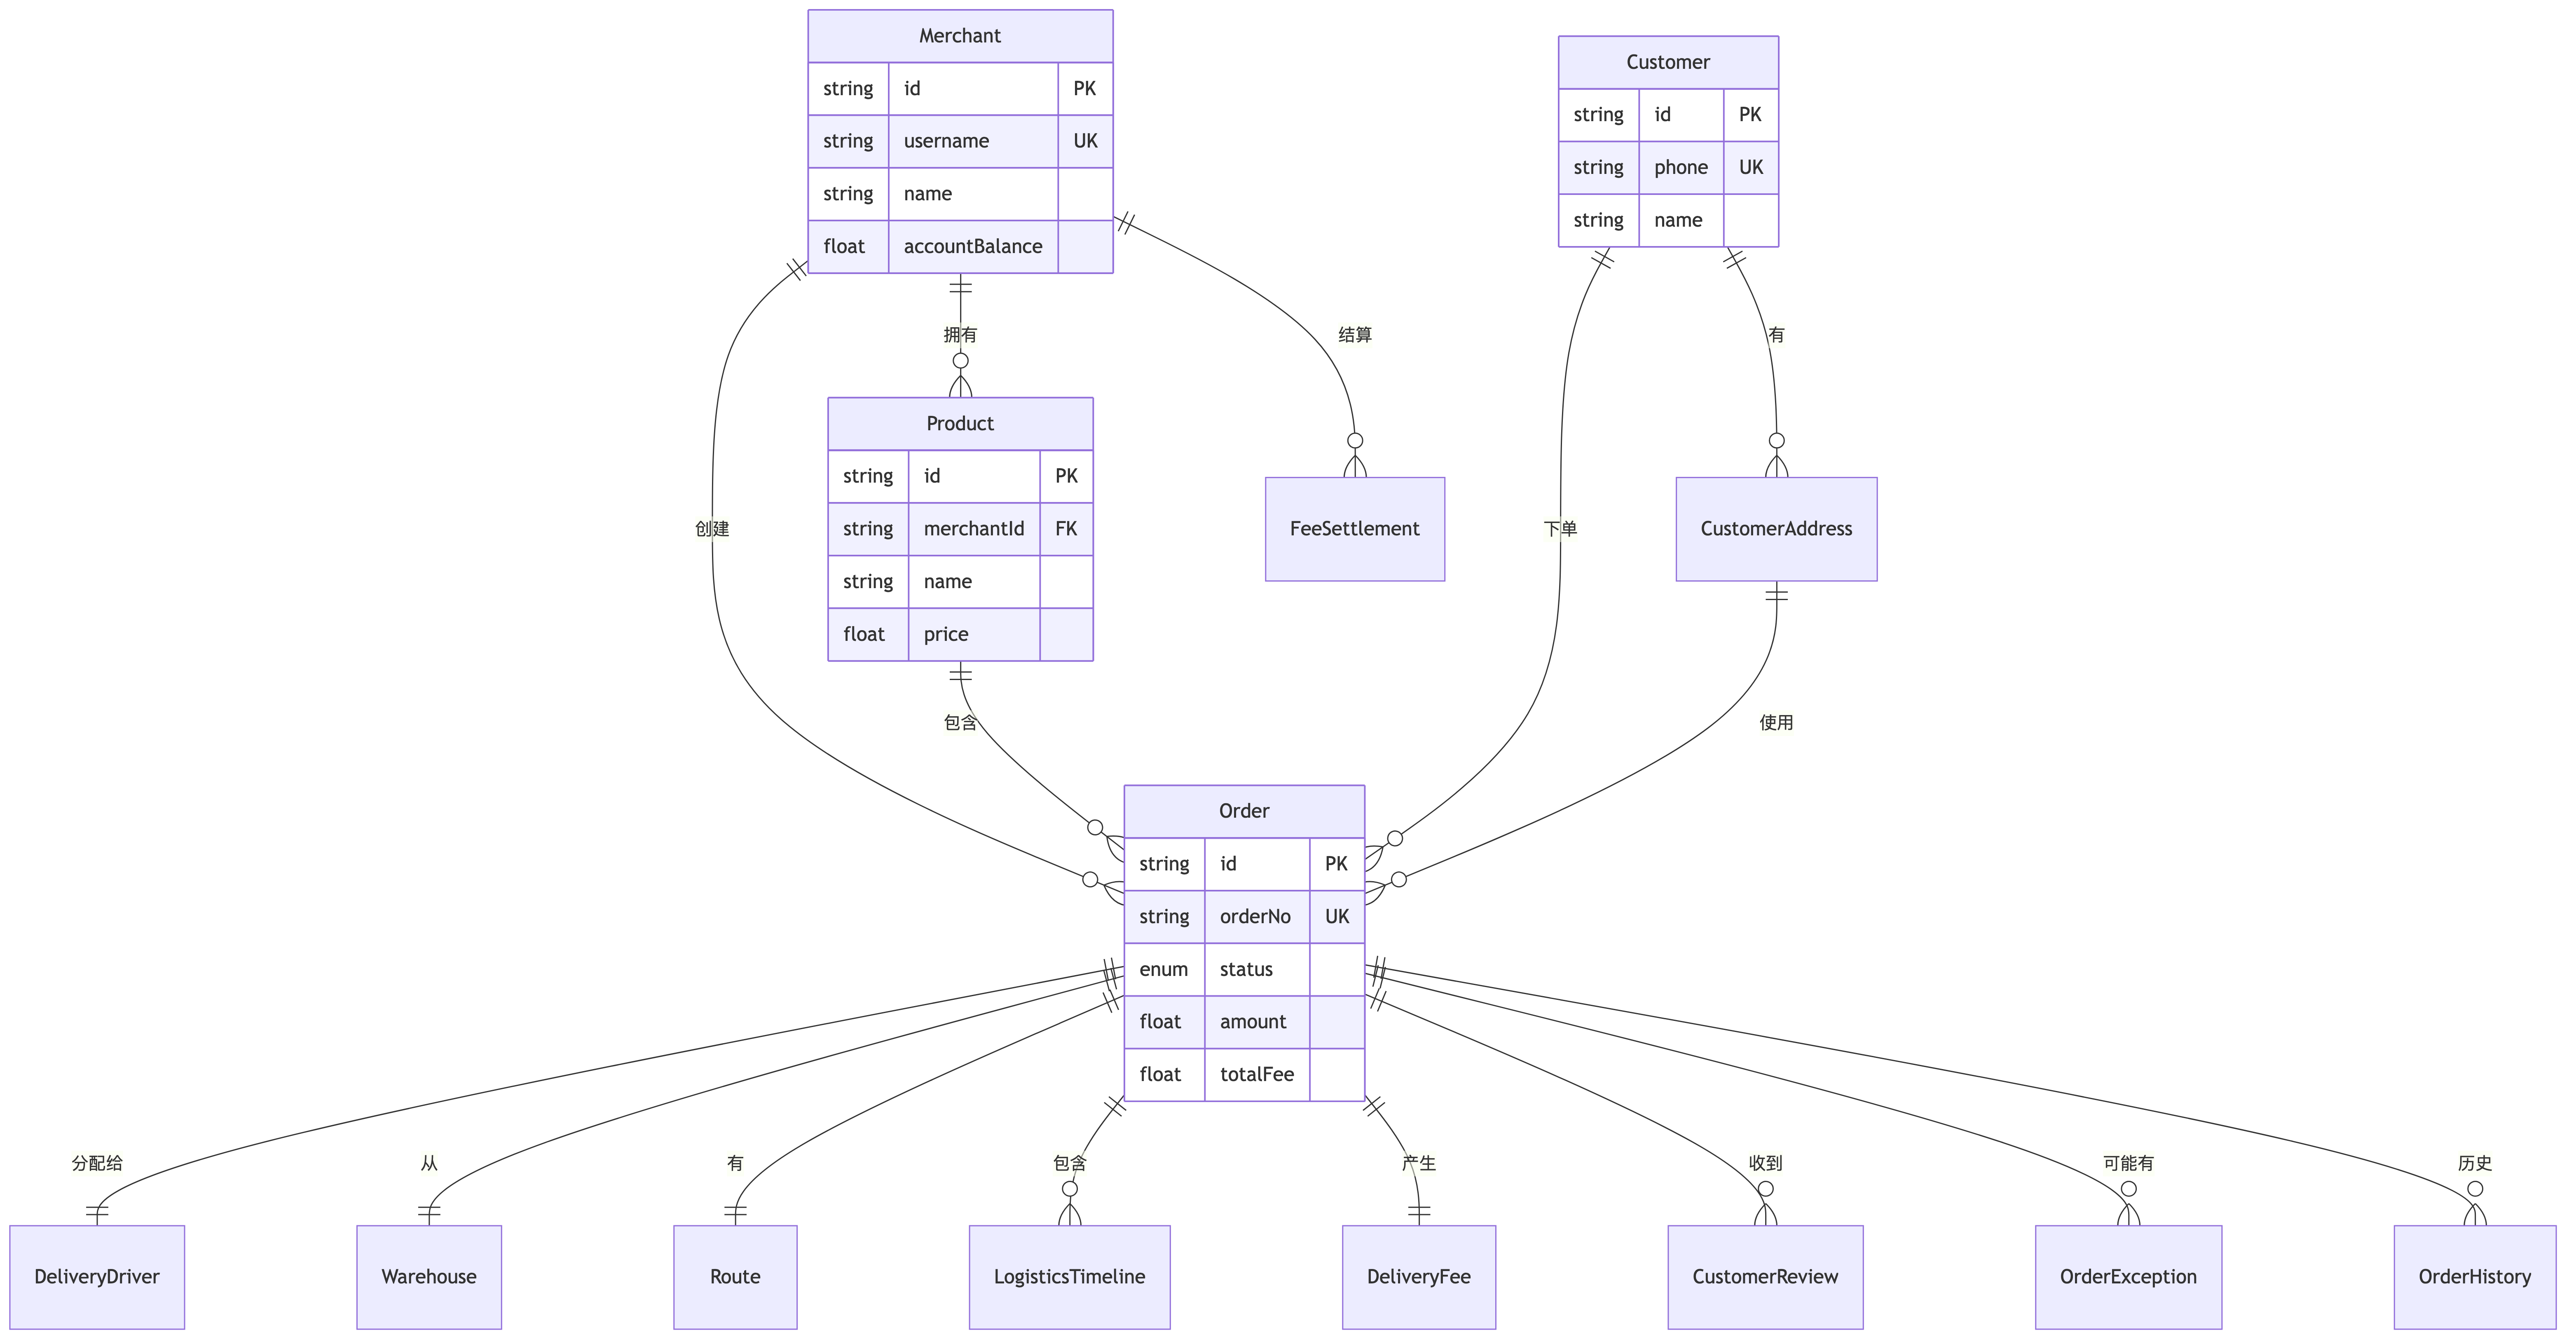 Merchant
string id PK
string username UK
string name
float accountBalance
Customer
string id PK
string phone UK
string name
拥有
结算
有
Product
string id PK
string merchantId FK
string name
float price
创建
FeeSettlement
下单
CustomerAddress
包含
使用
Order
string id PK
string orderNo UK
enum status
float amount
float totalFee
分配给
从
有
包含
产生
收到
可能有
历史
DeliveryDriver
Warehouse
Route
LogisticsTimeline
DeliveryFee
CustomerReview
OrderException
OrderHistory